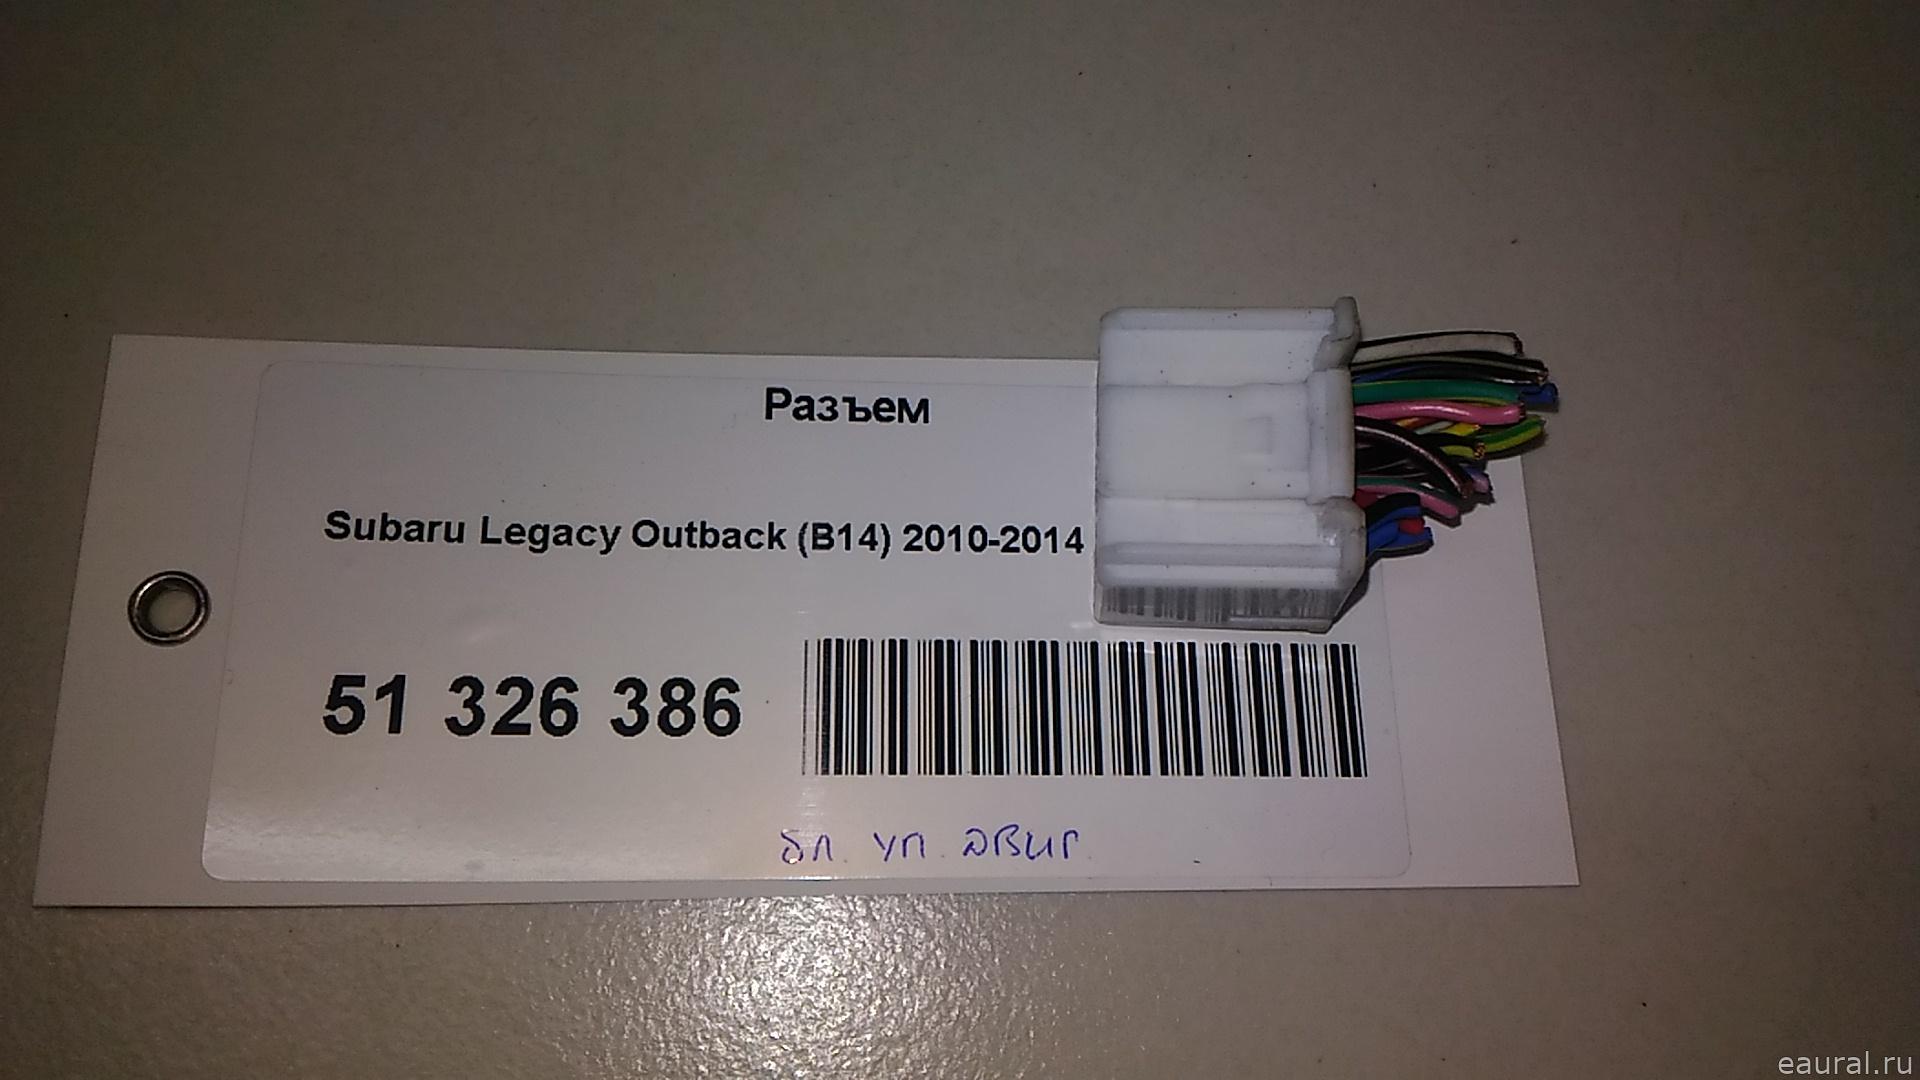 Разъем
Subaru Legacy Outback (B14) 2010-2014
51 326 386
бл. уп. двиг.
eaural.ru